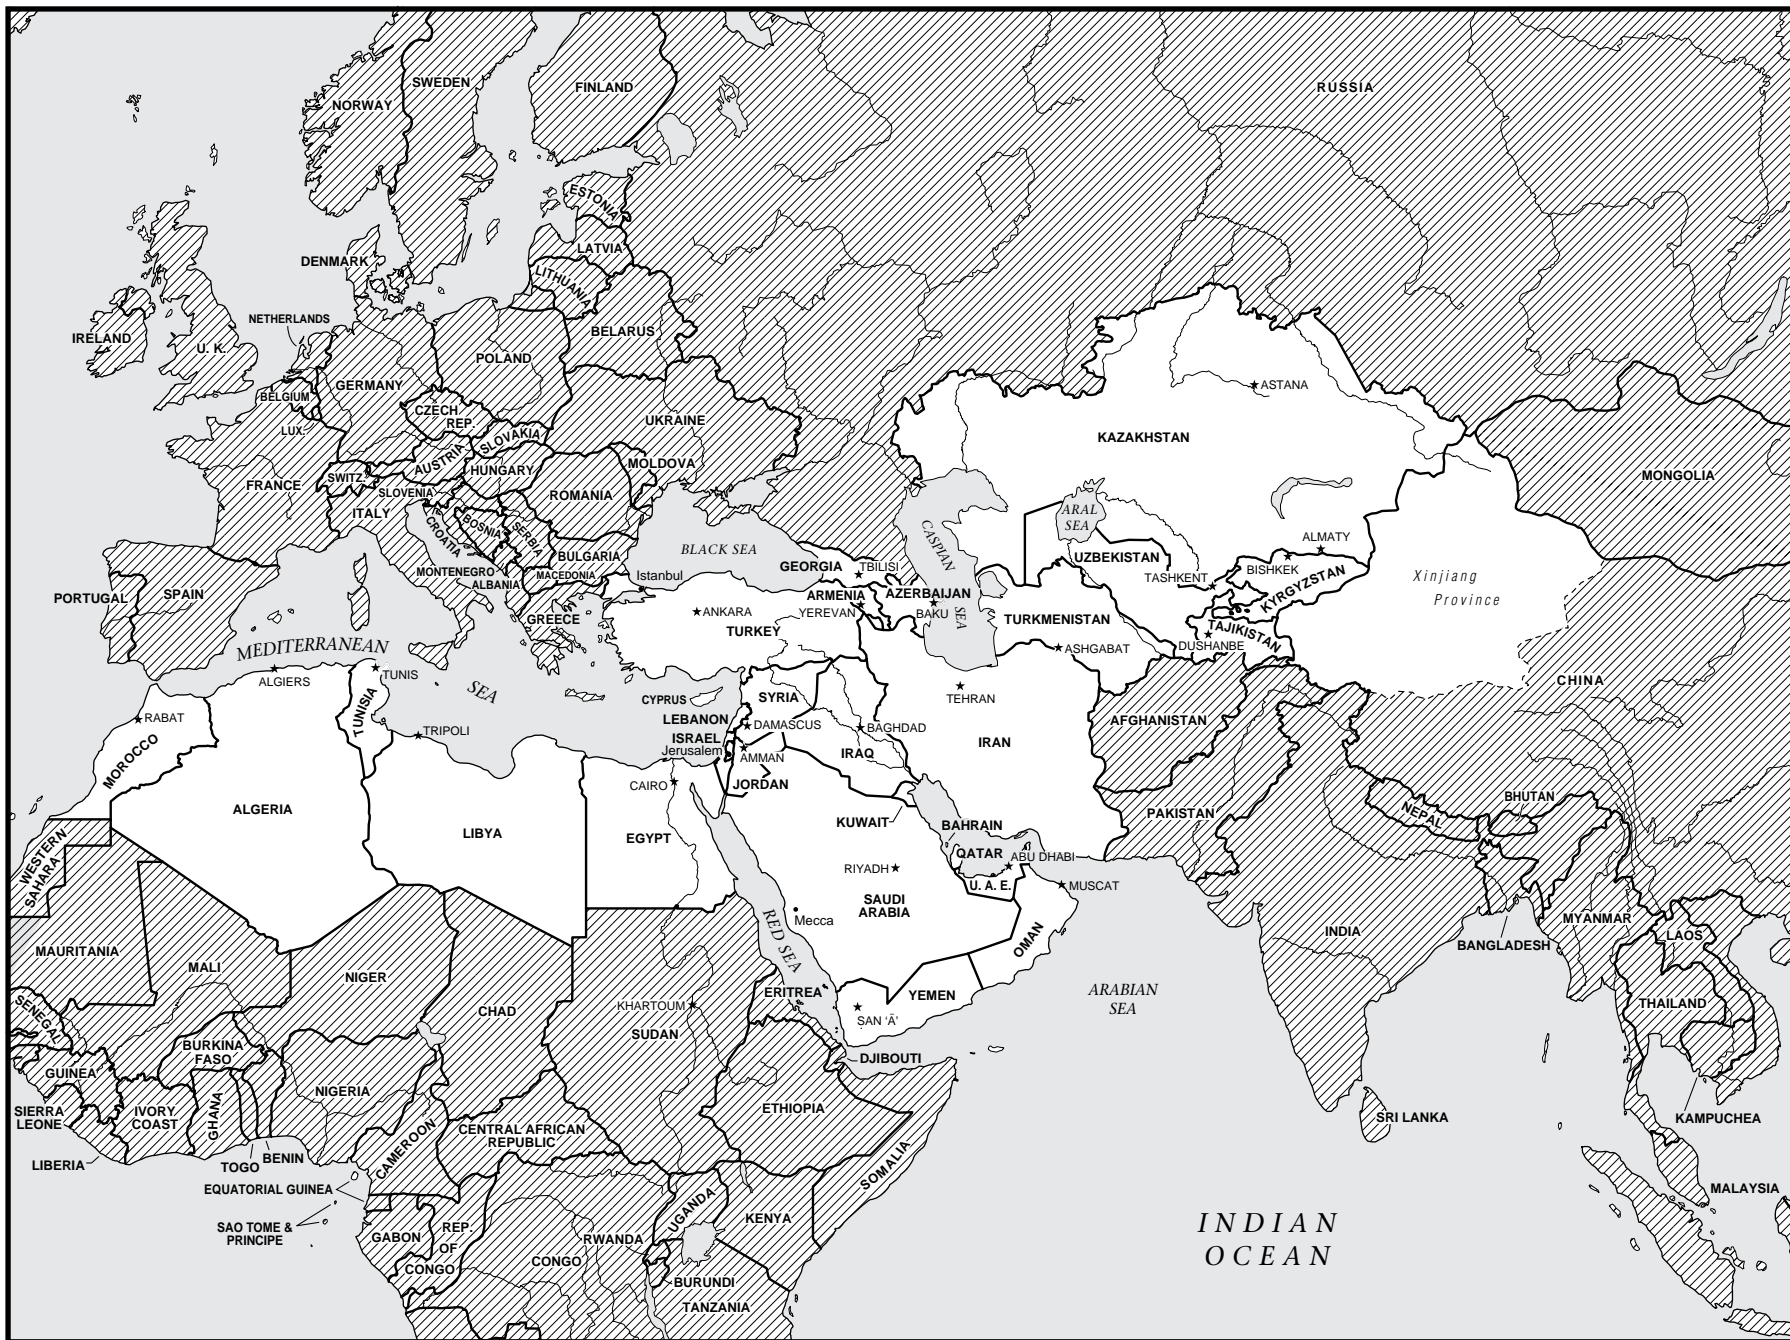 SWEDEN
FINLAND
NORWAY
RUSSIA
ESTONIA
LATVIA
DENMARK
LITHUANIA
NETHERLANDS
BELARUS
IRELAND
U. K.
POLAND
GERMANY
ASTANA
BELGIUM
CZECH
REP.
UKRAINE
LUX.
SLOVAKIA
KAZAKHSTAN
AUSTRIA
HUNGARY
MOLDOVA
SWITZ.
MONGOLIA
FRANCE
SLOVENIA
ROMANIA
ITALY
ARAL
SEA
CROATIA
BOSNIA
SERBIA
CASPIAN
SEA
BLACK SEA
BULGARIA
ALMATY
UZBEKISTAN
GEORGIA
TBILISI
MONTENEGRO
ALBANIA
MACEDONIA
Istanbul
TASHKENT
BISHKEK
KYRGYZSTAN
Xinjiang
Province
PORTUGAL
SPAIN
ARMENIA
AZERBAIJAN
ANKARA
YEREVAN
BAKU
GREECE
TURKEY
TURKMENISTAN
TAJIKISTAN
MEDITERRANEAN
SEA
DUSHANBE
ASHGABAT
ALGIERS
TUNIS
CHINA
CYPRUS
SYRIA
TEHRAN
RABAT
TUNISIA
LEBANON
DAMASCUS
BAGHDAD
AFGHANISTAN
TRIPOLI
ISRAEL
Jerusalem
AMMAN
IRAQ
IRAN
MOROCCO
CAIRO
JORDAN
ALGERIA
LIBYA
EGYPT
KUWAIT
BAHRAIN
PAKISTAN
NEPAL
BHUTAN
WESTERN
SAHARA
QATAR
ABU DHABI
RIYADH
U. A. E.
MUSCAT
SAUDI
ARABIA
Mecca
RED SEA
OMAN
INDIA
MYANMAR
LAOS
BANGLADESH
MAURITANIA
MALI
NIGER
CHAD
KHARTOUM
SUDAN
ERITREA
YEMEN
SAN ‘Ā’
ARABIAN
SEA
THAILAND
SENEGAL
BURKINA
FASO
DJIBOUTI
GUINEA
NIGERIA
SIERRA
LEONE
IVORY
COAST
GHANA
ETHIOPIA
SRI LANKA
KAMPUCHEA
CENTRAL AFRICAN
REPUBLIC
CAMEROON
LIBERIA
TOGO
BENIN
SOMALIA
EQUATORIAL GUINEA
MALAYSIA
UGANDA
KENYA
SAO TOME &
PRINCIPE
GABON
REP.
OF
CONGO
RWANDA
CONGO
INDIAN
OCEAN
BURUNDI
TANZANIA